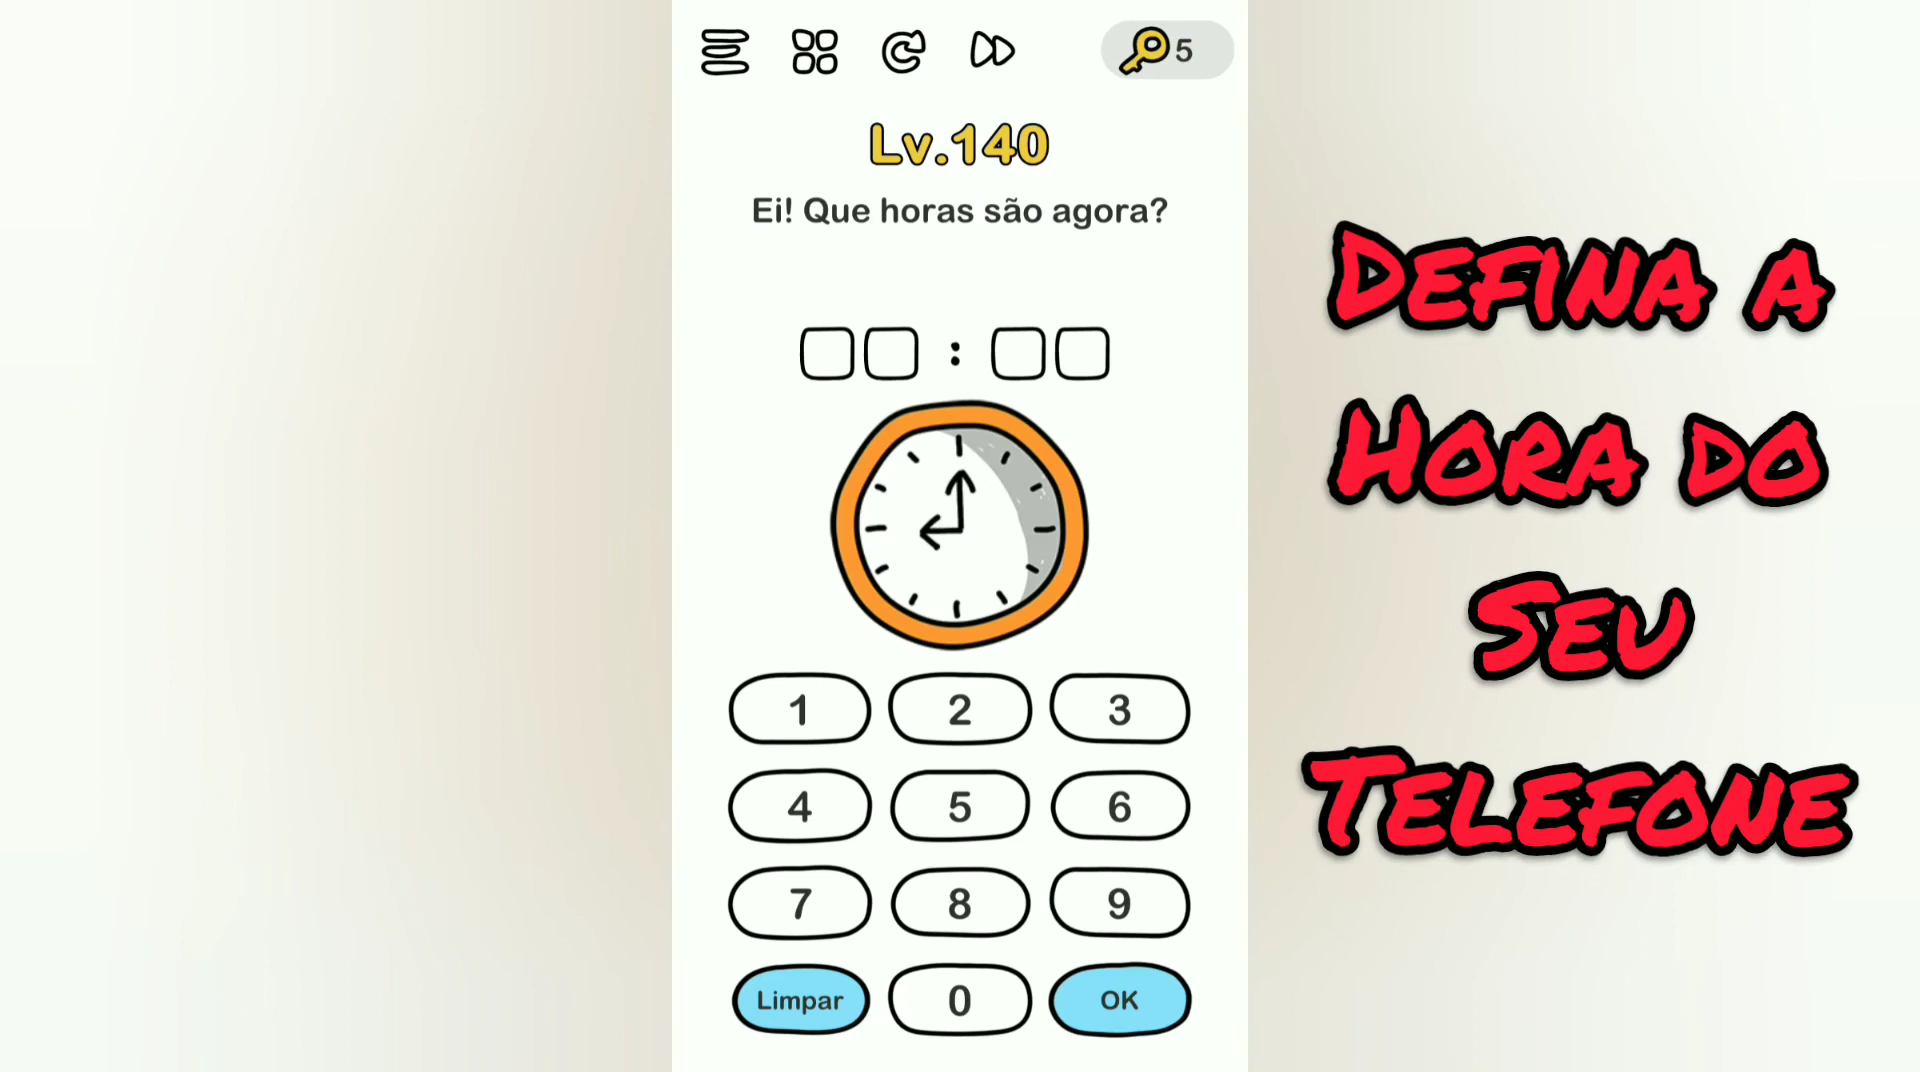 5
Lv.140
Ei! Que horas são agora?
:
1 2 3
4 5 6
7 8 9
Limpar 0 OK
DEFINA A
HORA DO
SEU
TELEFONE